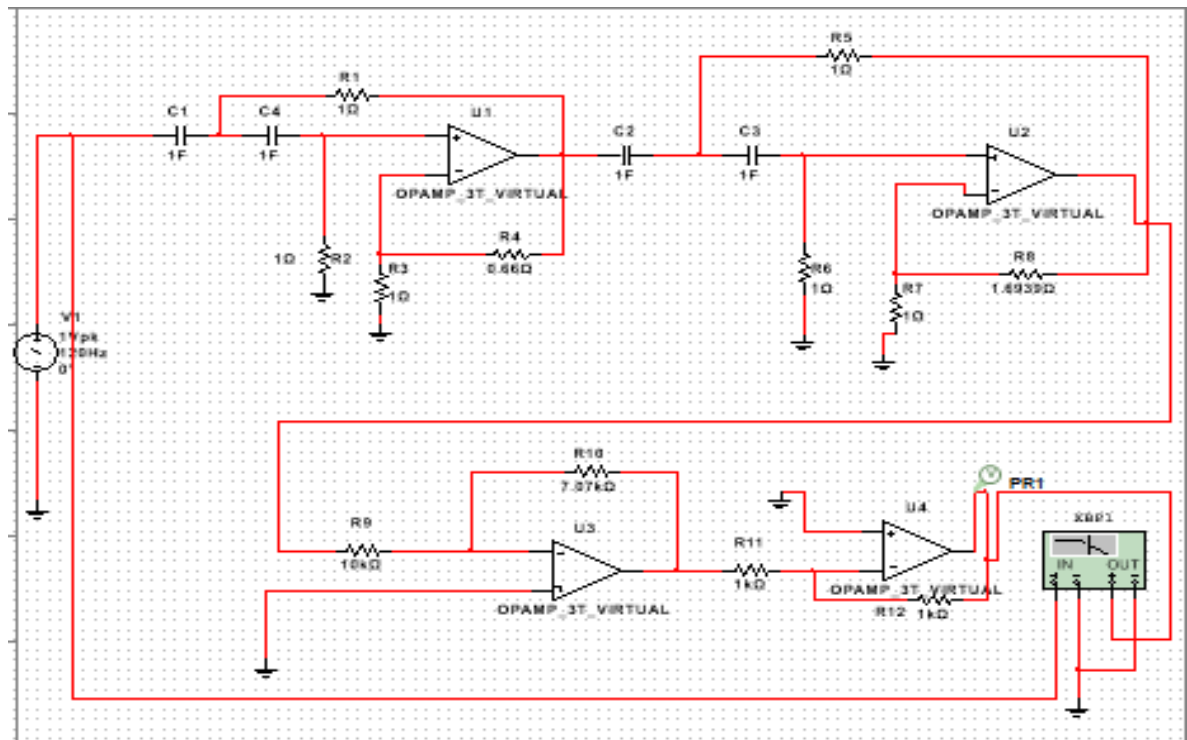 R5
1Ω
R1
1Ω
C1
1F
C4
1F
U1
OPAMP_3T_VIRTUAL
C2
1F
C3
1F
U2
OPAMP_3T_VIRTUAL
R4
0.66Ω
1Ω
R2
R3
1Ω
R6
1Ω
R8
1.6939Ω
R7
1Ω
V1
1Vpk
120Hz
0°
R10
7.07kΩ
R9
10kΩ
U3
OPAMP_3T_VIRTUAL
R11
1kΩ
U4
OPAMP_3T_VIRTUAL
R12
1kΩ
PR1
V
XBP1
IN
OUT